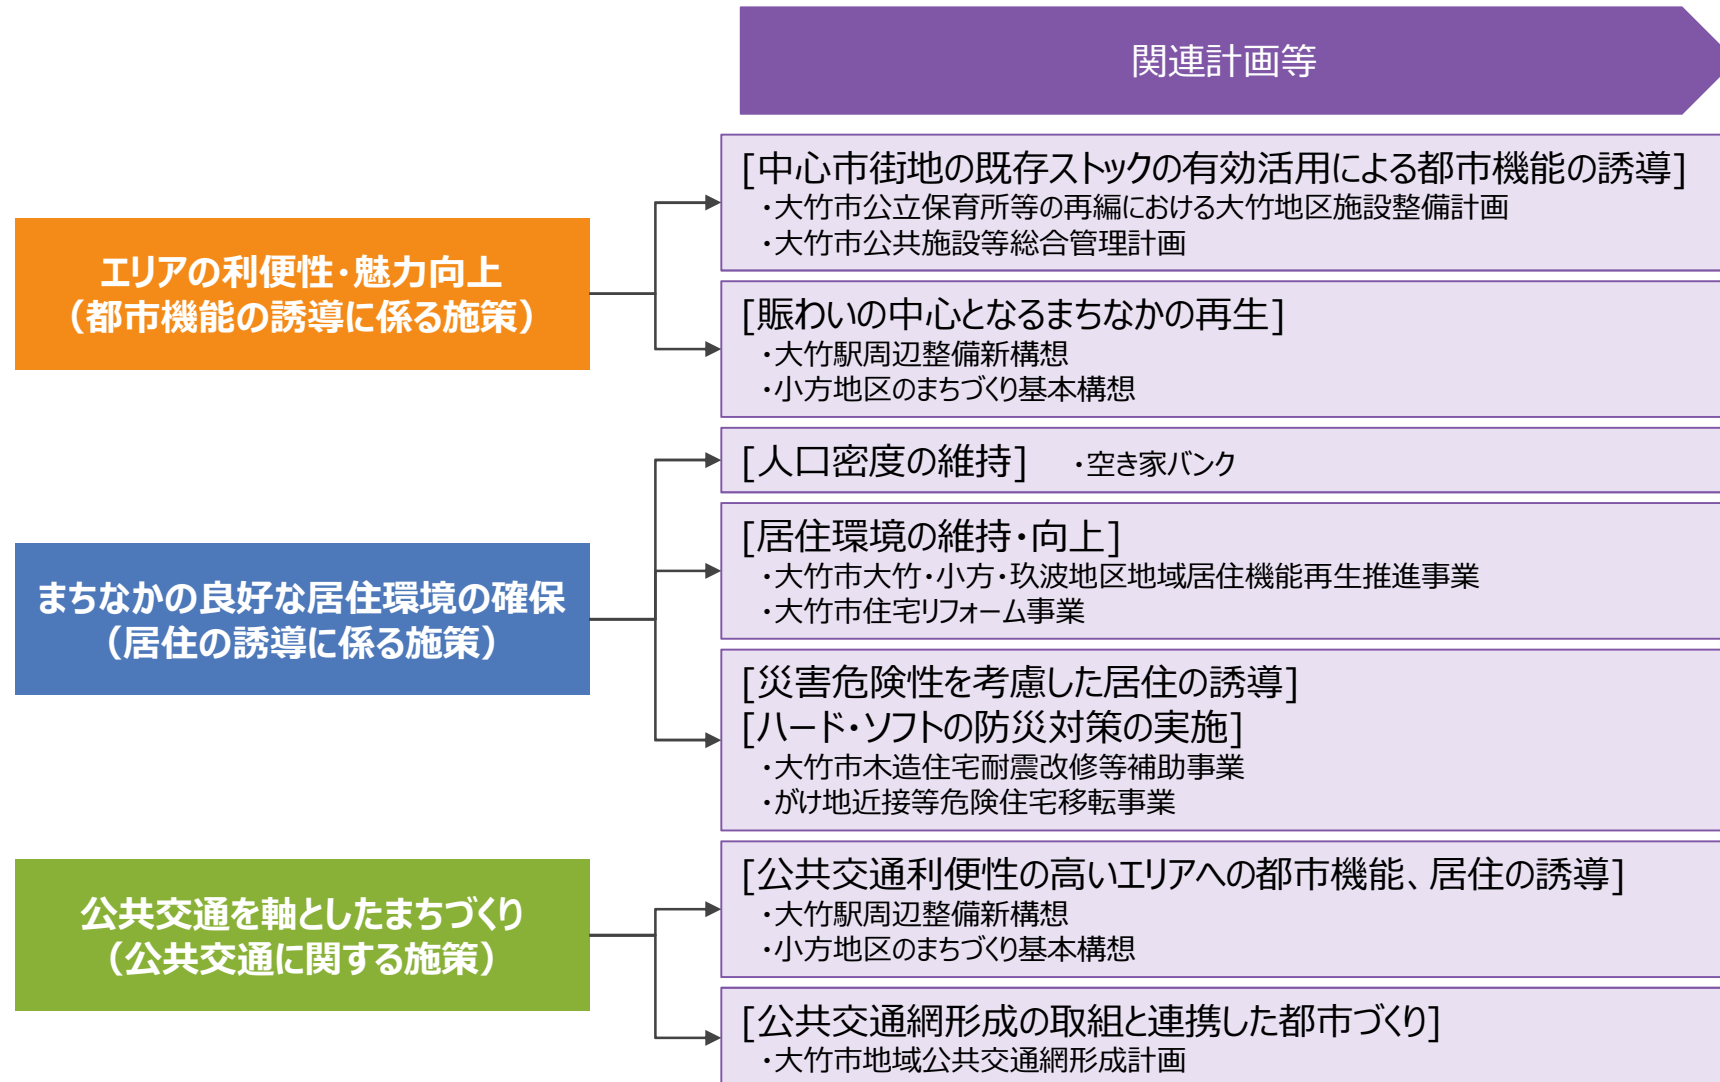 関連計画等
エリアの利便性・魅力向上
（都市機能の誘導に係る施策）
[中心市街地の既存ストックの有効活用による都市機能の誘導]
・大竹市公立保育所等の再編における大竹地区施設整備計画
・大竹市公共施設等総合管理計画
[賑わいの中心となるまちなかの再生]
・大竹駅周辺整備新構想
・小方地区のまちづくり基本構想
まちなかの良好な居住環境の確保
（居住の誘導に係る施策）
[人口密度の維持]　・空き家バンク
[居住環境の維持・向上]
・大竹市大竹・小方・玖波地区地域居住機能再生推進事業
・大竹市住宅リフォーム事業
[災害危険性を考慮した居住の誘導]
[ハード・ソフトの防災対策の実施]
・大竹市木造住宅耐震改修等補助事業
・がけ地近接等危険住宅移転事業
公共交通を軸としたまちづくり
（公共交通に関する施策）
[公共交通利便性の高いエリアへの都市機能、居住の誘導]
・大竹駅周辺整備新構想
・小方地区のまちづくり基本構想
[公共交通網形成の取組と連携した都市づくり]
・大竹市地域公共交通網形成計画